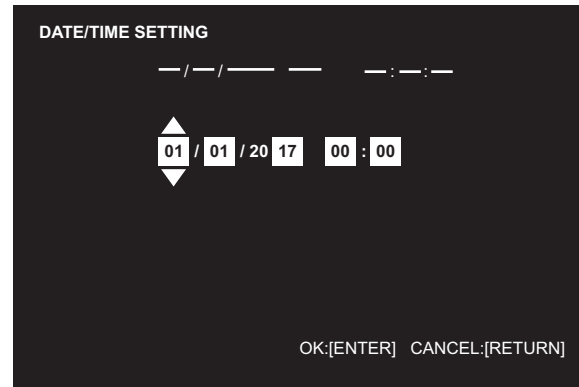 DATE/TIME SETTING
—/—/—— —— —:—:—
01 / 01 / 20 17 00 : 00
OK:[ENTER] CANCEL:[RETURN]